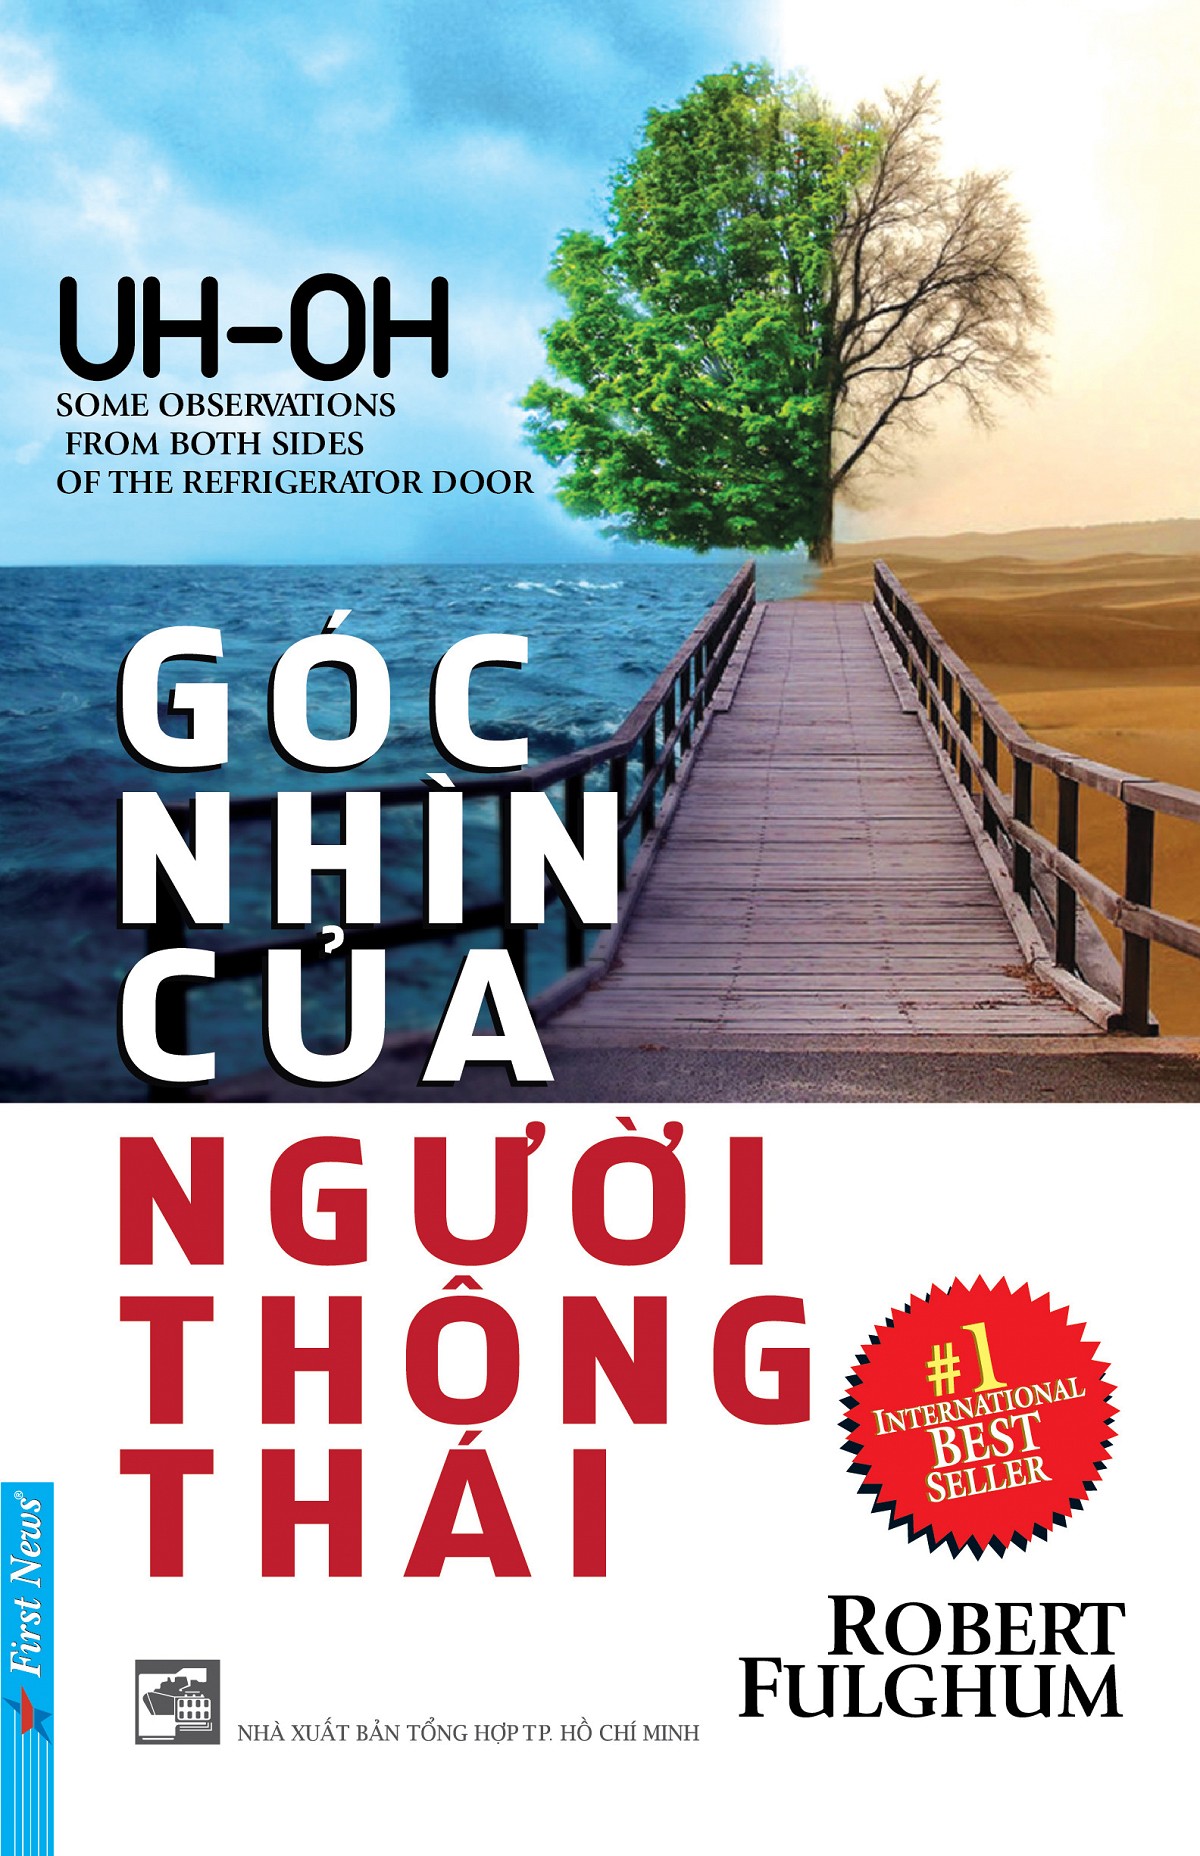 UH-OH
SOME OBSERVATIONS
FROM BOTH SIDES
OF THE REFRIGERATOR DOOR
GÓC
NHÌN
CỦA
NGƯỜI
THÔNG
THÁI
#1
INTERNATIONAL
BEST
SELLER
ROBERT
FULGHUM
First News®
NHÀ XUẤT BẢN TỔNG HỢP TP. HỒ CHÍ MINH